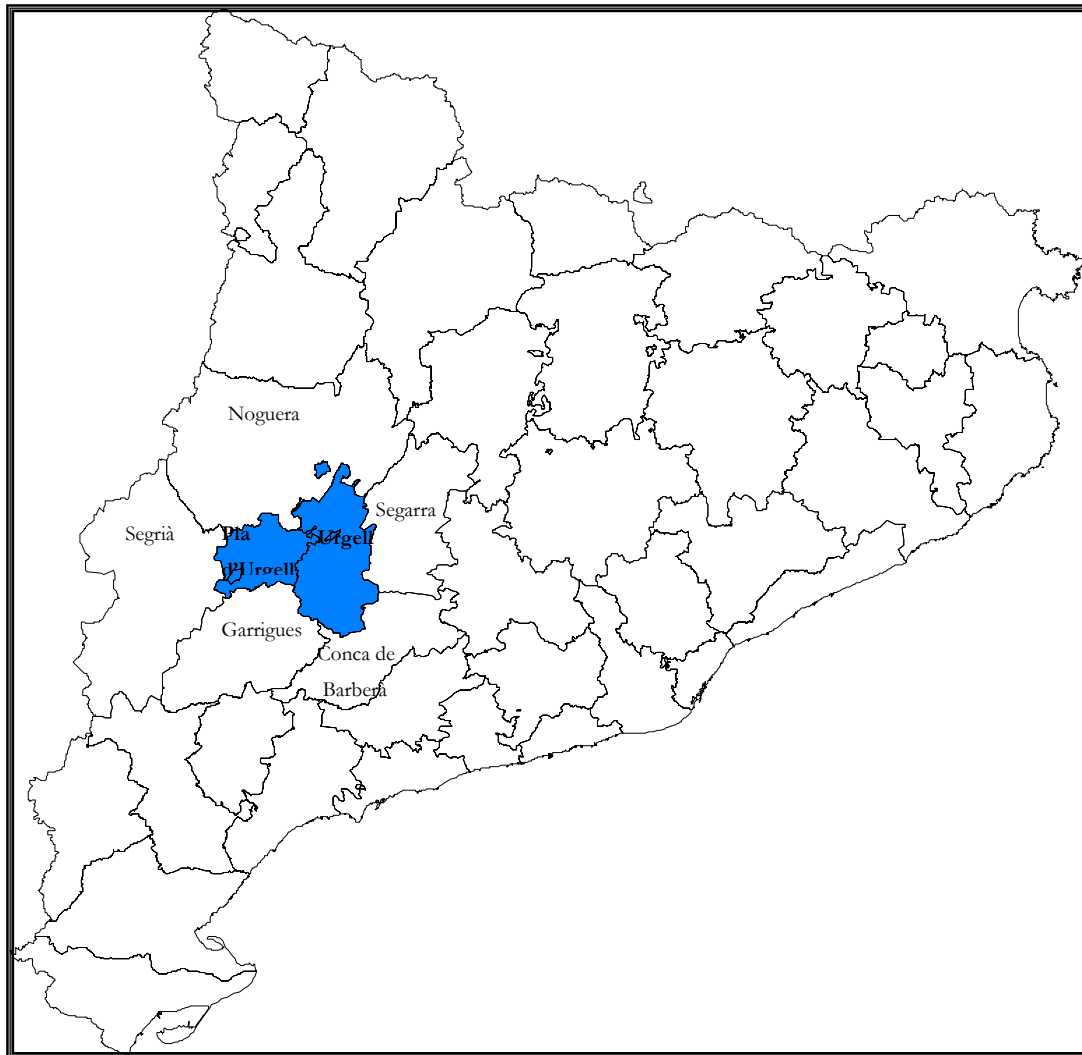 Noguera
Segrià
Segarra
Pla
d'Urgell
Urgell
Garrigues
Conca de
Barberà